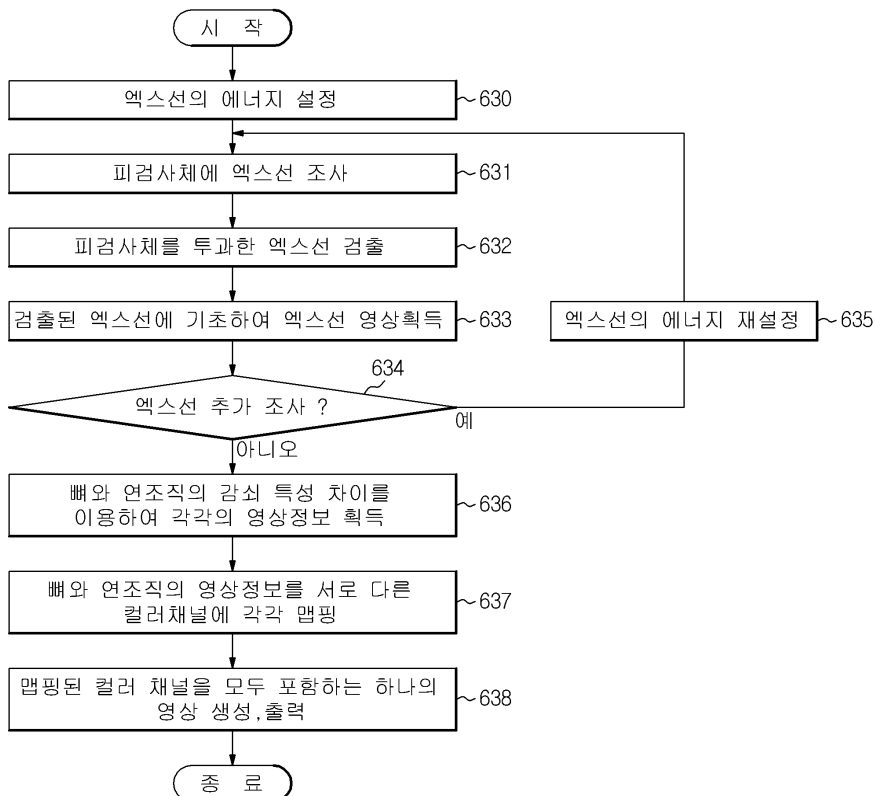 시 작
엑스선의 에너지 설정
630
피검사체에 엑스선 조사
631
피검사체를 투과한 엑스선 검출
632
검출된 엑스선에 기초하여 엑스선 영상획득
633
엑스선의 에너지 재설정
635
634
엑스선 추가 조사 ?
예
아니오
뼈와 연조직의 감쇠 특성 차이를
이용하여 각각의 영상정보 획득
636
뼈와 연조직의 영상정보를 서로 다른
컬러채널에 각각 맵핑
637
맵핑된 컬러 채널을 모두 포함하는 하나의
영상 생성,출력
638
종 료